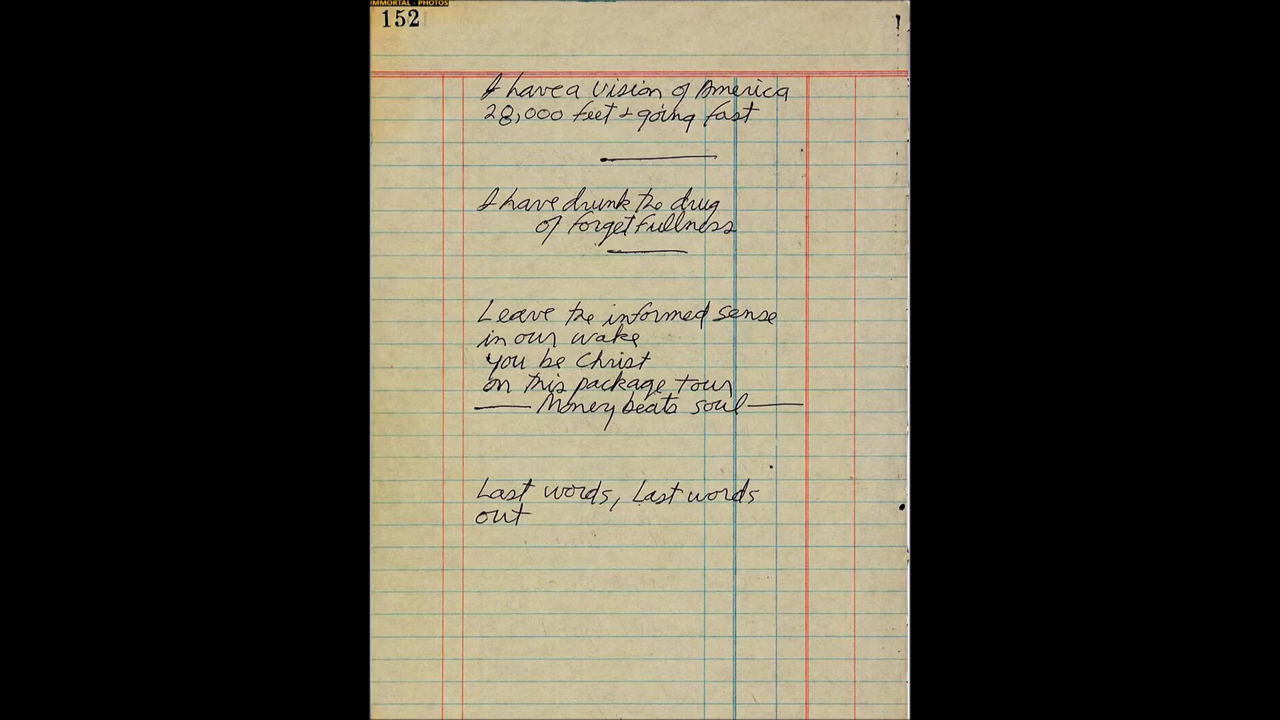 IMMORTAL - PHOTOS
152
I have a vision of America
28,000 feet & going fast
I have drunk the drug
of forgetfullness
Leave the informed sense
in our wake
you be Christ
on this package tour
— Money beats soul —
Last words, Last words
out